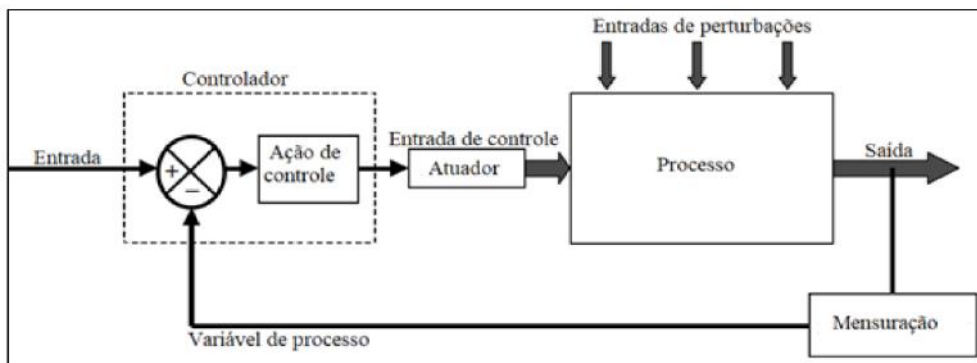 Entradas de perturbações
Controlador
Entrada
+
−
Ação de
controle
Entrada de controle
Atuador
Processo
Saída
Mensuração
Variável de processo